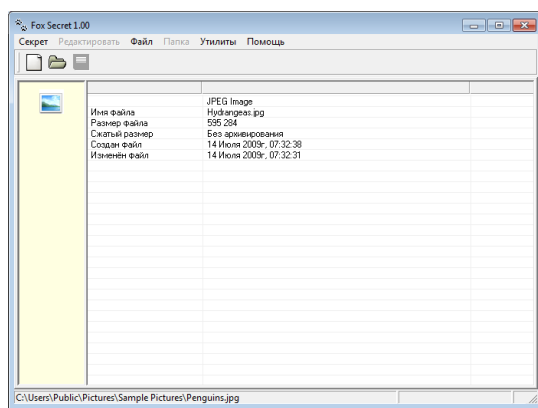 Fox Secret 1.00
Секрет Редактировать Файл Папка Утилиты Помощь
JPEG Image
Имя файла Hydrangeas.jpg
Размер файла 595 284
Сжатый размер Без архивирования
Создан файл 14 Июля 2009г, 07:32:38
Изменён файл 14 Июля 2009г, 07:32:31
C:\Users\Public\Pictures\Sample Pictures\Penguins.jpg